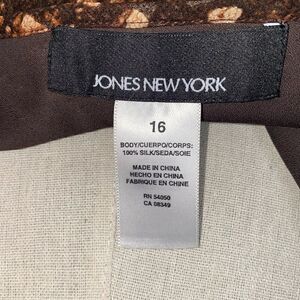 JONES NEW YORK
16
BODY/CUERPO/CORPS:
100% SILK/SEDA/SOIE
MADE IN CHINA
HECHO EN CHINA
FABRIQUE EN CHINE
RN 54050
CA 08349